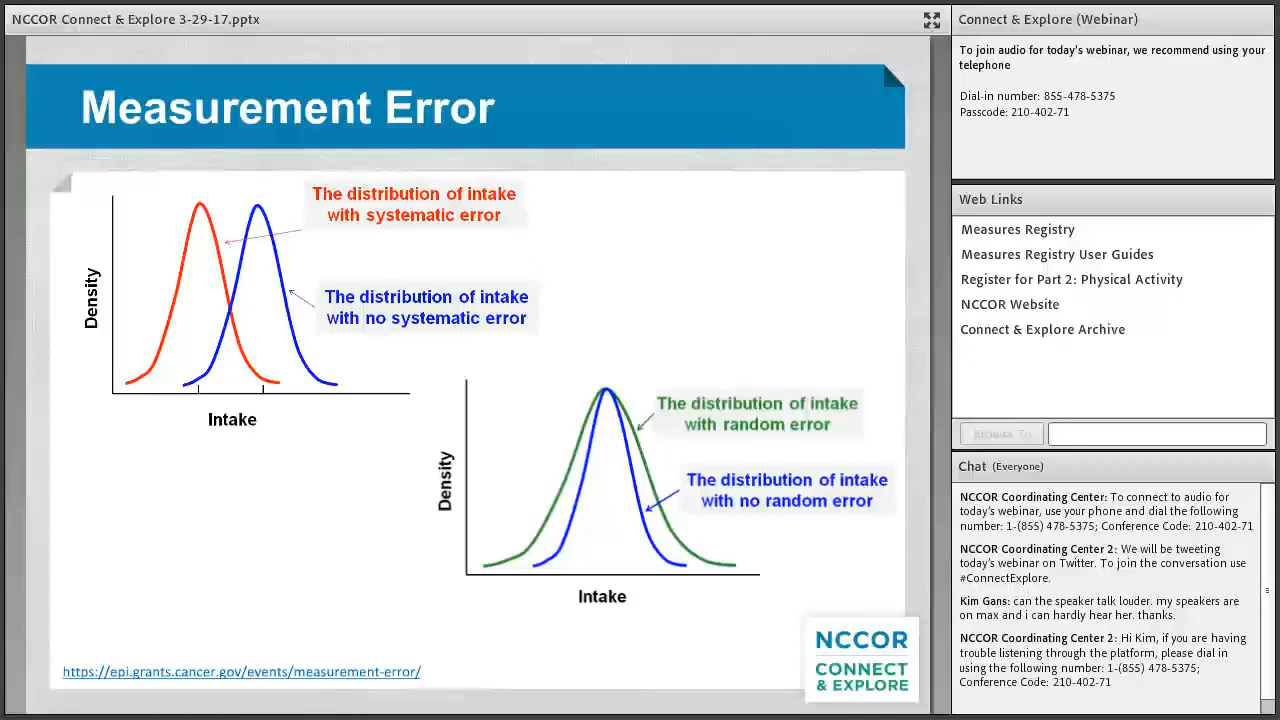 NCCOR Connect & Explore 3-29-17.pptx
Measurement Error
The distribution of intake
with systematic error
The distribution of intake
with no systematic error
Density
Intake
The distribution of intake
with random error
The distribution of intake
with no random error
Density
Intake
https://epi.grants.cancer.gov/events/measurement-error/
NCCOR
CONNECT
& EXPLORE
Connect & Explore (Webinar)
To join audio for today's webinar, we recommend using your
telephone
Dial-in number: 855-478-5375
Passcode: 210-402-71
Web Links
Measures Registry
Measures Registry User Guides
Register for Part 2: Physical Activity
NCCOR Website
Connect & Explore Archive
Browse To
Chat (Everyone)
NCCOR Coordinating Center: To connect to audio for
today's webinar, use your phone and dial the following
number: 1-(855) 478-5375; Conference Code: 210-402-71
NCCOR Coordinating Center 2: We will be tweeting
today's webinar on Twitter. To join the conversation use
#ConnectExplore.
Kim Gans: can the speaker talk louder. my speakers are
on max and i can hardly hear her. thanks.
NCCOR Coordinating Center 2: Hi Kim, if you are having
trouble listening through the platform, please dial in
using the following number: 1-(855) 478-5375;
Conference Code: 210-402-71